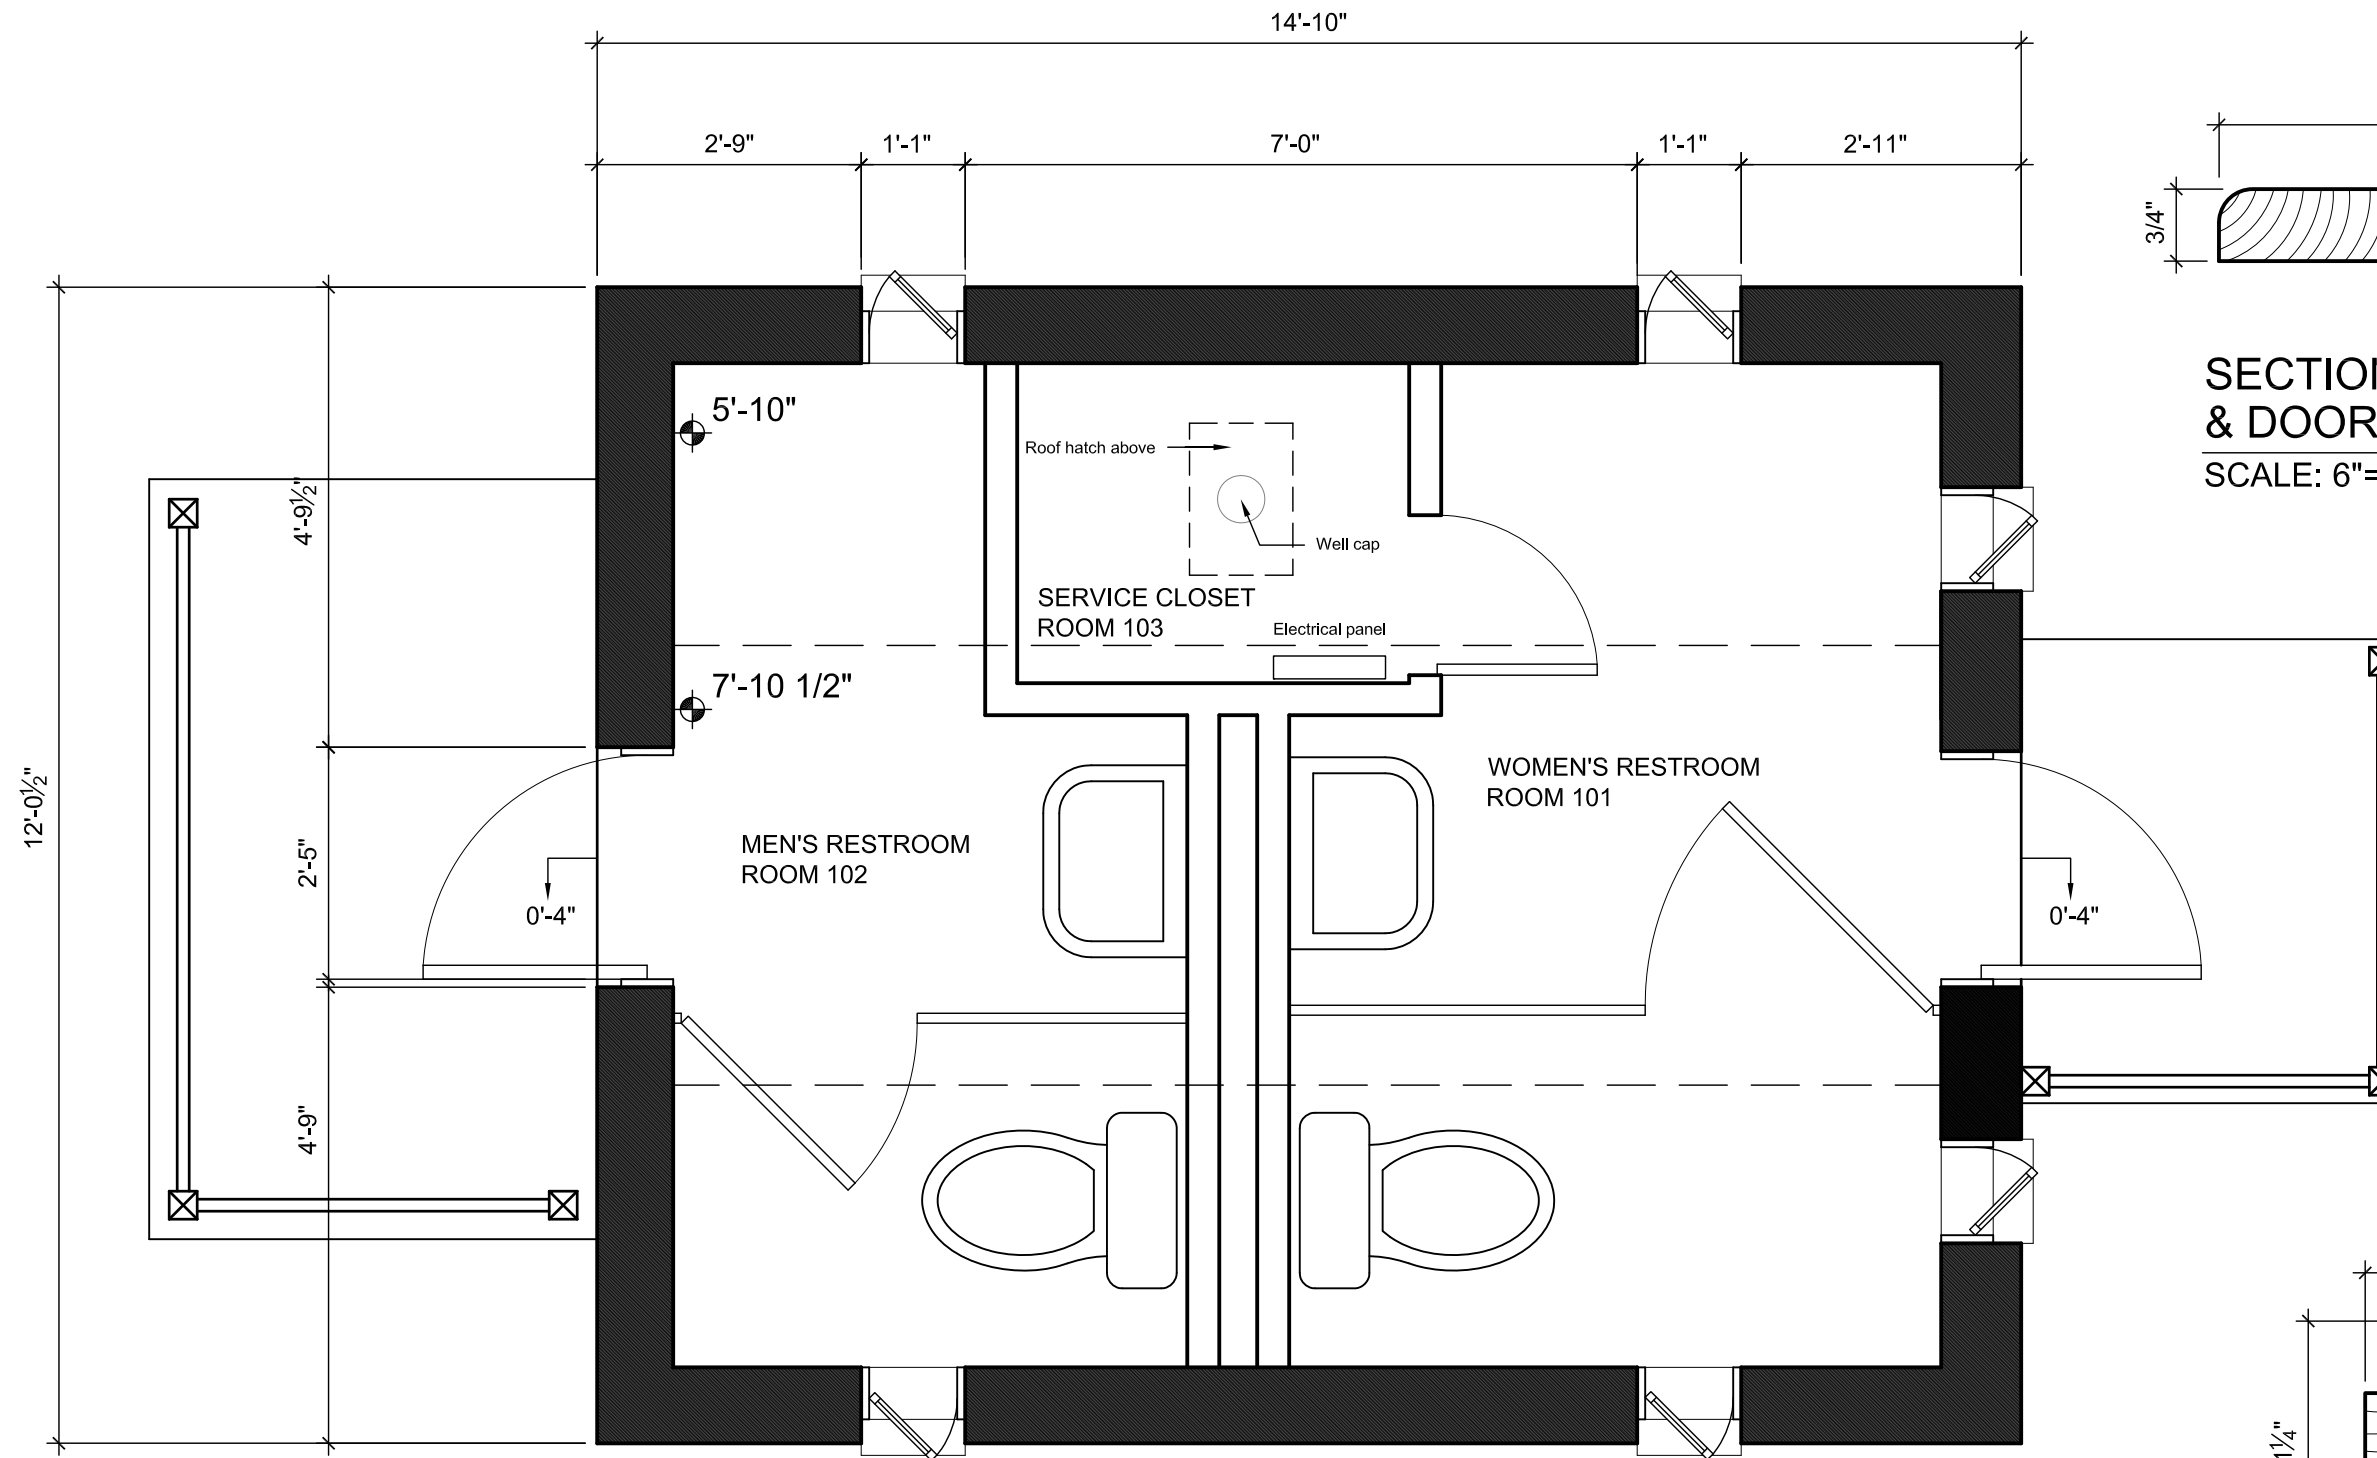 14'-10"
2'-9"
1'-1"
7'-0"
1'-1"
2'-11"
3/4"
SECTION
& DOOR
SCALE: 6"=
5'-10"
Roof hatch above
Well cap
4'-9½"
SERVICE CLOSET
ROOM 103
Electrical panel
7'-10 1/2"
WOMEN'S RESTROOM
ROOM 101
12'-0½"
MEN'S RESTROOM
ROOM 102
2'-5"
0'-4"
0'-4"
4'-9"
1¼"